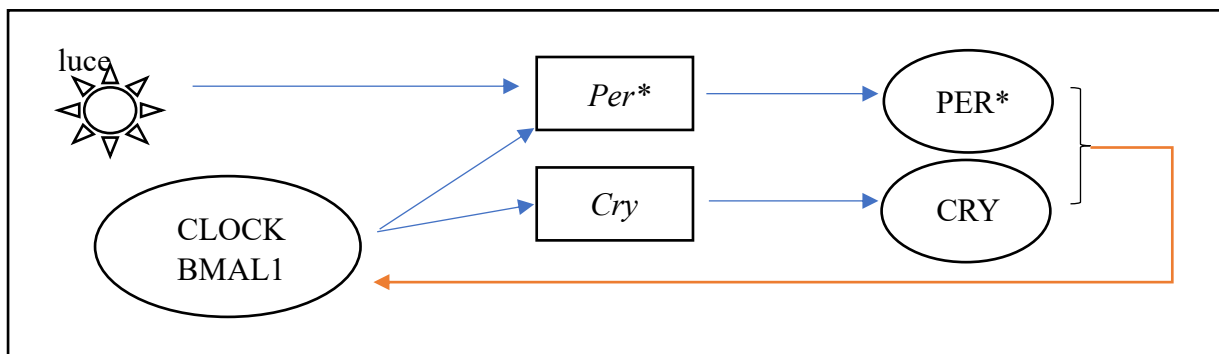 luce
Per*
PER*
Cry
CRY
CLOCK
BMAL1